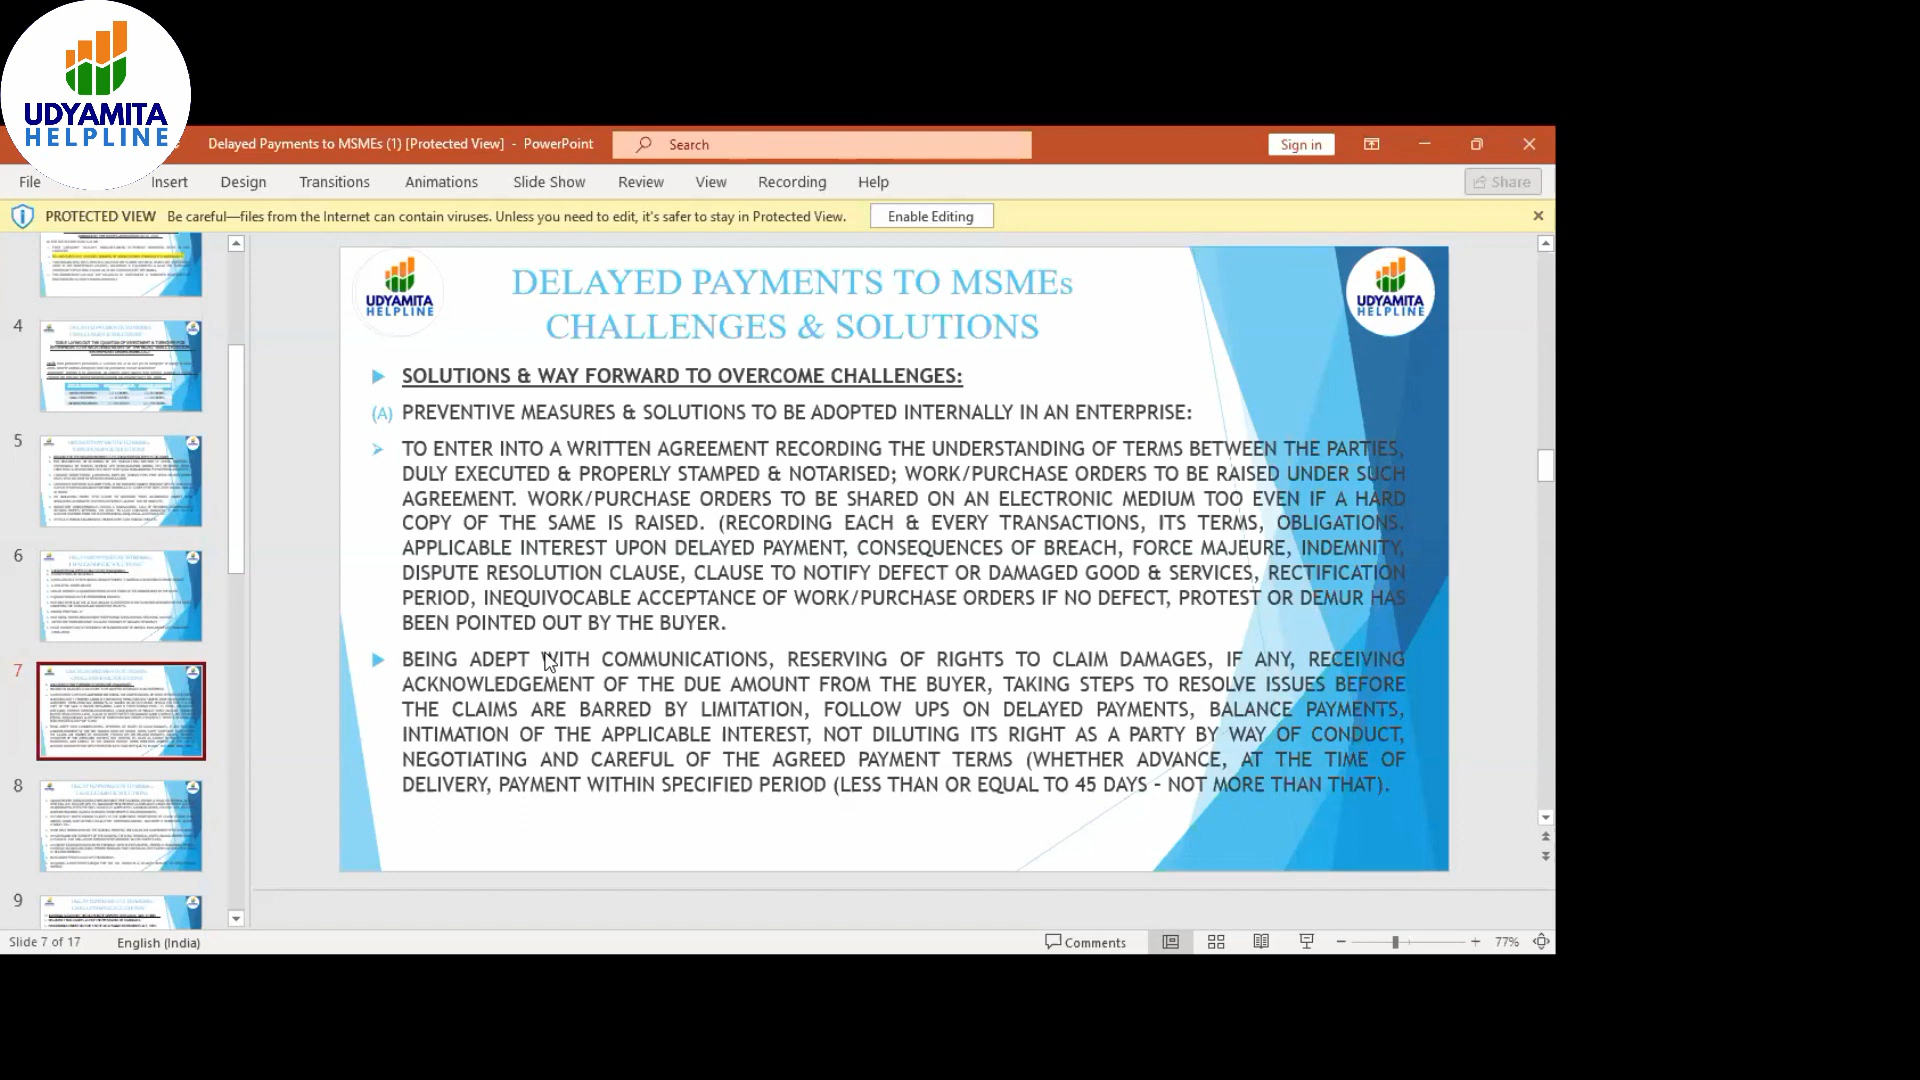 UDYAMITA
HELPLINE
Delayed Payments to MSMEs (1) [Protected View] - PowerPoint
Search
Sign in
File
Insert
Design
Transitions
Animations
Slide Show
Review
View
Recording
Help
Share
PROTECTED VIEW Be careful—files from the Internet can contain viruses. Unless you need to edit, it's safer to stay in Protected View.
Enable Editing
4
5
6
7
8
9
UDYAMITA
HELPLINE
DELAYED PAYMENTS TO MSMEs
CHALLENGES & SOLUTIONS
UDYAMITA
HELPLINE
SOLUTIONS & WAY FORWARD TO OVERCOME CHALLENGES:
(A) PREVENTIVE MEASURES & SOLUTIONS TO BE ADOPTED INTERNALLY IN AN ENTERPRISE:
TO ENTER INTO A WRITTEN AGREEMENT RECORDING THE UNDERSTANDING OF TERMS BETWEEN THE PARTIES,
DULY EXECUTED & PROPERLY STAMPED & NOTARISED; WORK/PURCHASE ORDERS TO BE RAISED UNDER SUCH
AGREEMENT. WORK/PURCHASE ORDERS TO BE SHARED ON AN ELECTRONIC MEDIUM TOO EVEN IF A HARD
COPY OF THE SAME IS RAISED. (RECORDING EACH & EVERY TRANSACTIONS, ITS TERMS, OBLIGATIONS.
APPLICABLE INTEREST UPON DELAYED PAYMENT, CONSEQUENCES OF BREACH, FORCE MAJEURE, INDEMNITY,
DISPUTE RESOLUTION CLAUSE, CLAUSE TO NOTIFY DEFECT OR DAMAGED GOOD & SERVICES, RECTIFICATION
PERIOD, INEQUIVOCABLE ACCEPTANCE OF WORK/PURCHASE ORDERS IF NO DEFECT, PROTEST OR DEMUR HAS
BEEN POINTED OUT BY THE BUYER.
BEING ADEPT WITH COMMUNICATIONS, RESERVING OF RIGHTS TO CLAIM DAMAGES, IF ANY, RECEIVING
ACKNOWLEDGEMENT OF THE DUE AMOUNT FROM THE BUYER, TAKING STEPS TO RESOLVE ISSUES BEFORE
THE CLAIMS ARE BARRED BY LIMITATION, FOLLOW UPS ON DELAYED PAYMENTS, BALANCE PAYMENTS,
INTIMATION OF THE APPLICABLE INTEREST, NOT DILUTING ITS RIGHT AS A PARTY BY WAY OF CONDUCT,
NEGOTIATING AND CAREFUL OF THE AGREED PAYMENT TERMS (WHETHER ADVANCE, AT THE TIME OF
DELIVERY, PAYMENT WITHIN SPECIFIED PERIOD (LESS THAN OR EQUAL TO 45 DAYS - NOT MORE THAN THAT).
Slide 7 of 17
English (India)
Comments
77%